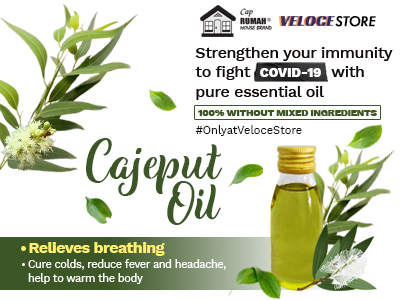 Cap
RUMAH®
HOUSE BRAND
VELOCE STORE
Strengthen your immunity
to fight COVID-19 with
pure essential oil
100% WITHOUT MIXED INGREDIENTS
#OnlyatVeloceStore
Cajeput
Oil
• Relieves breathing
• Cure colds, reduce fever and headache,
help to warm the body